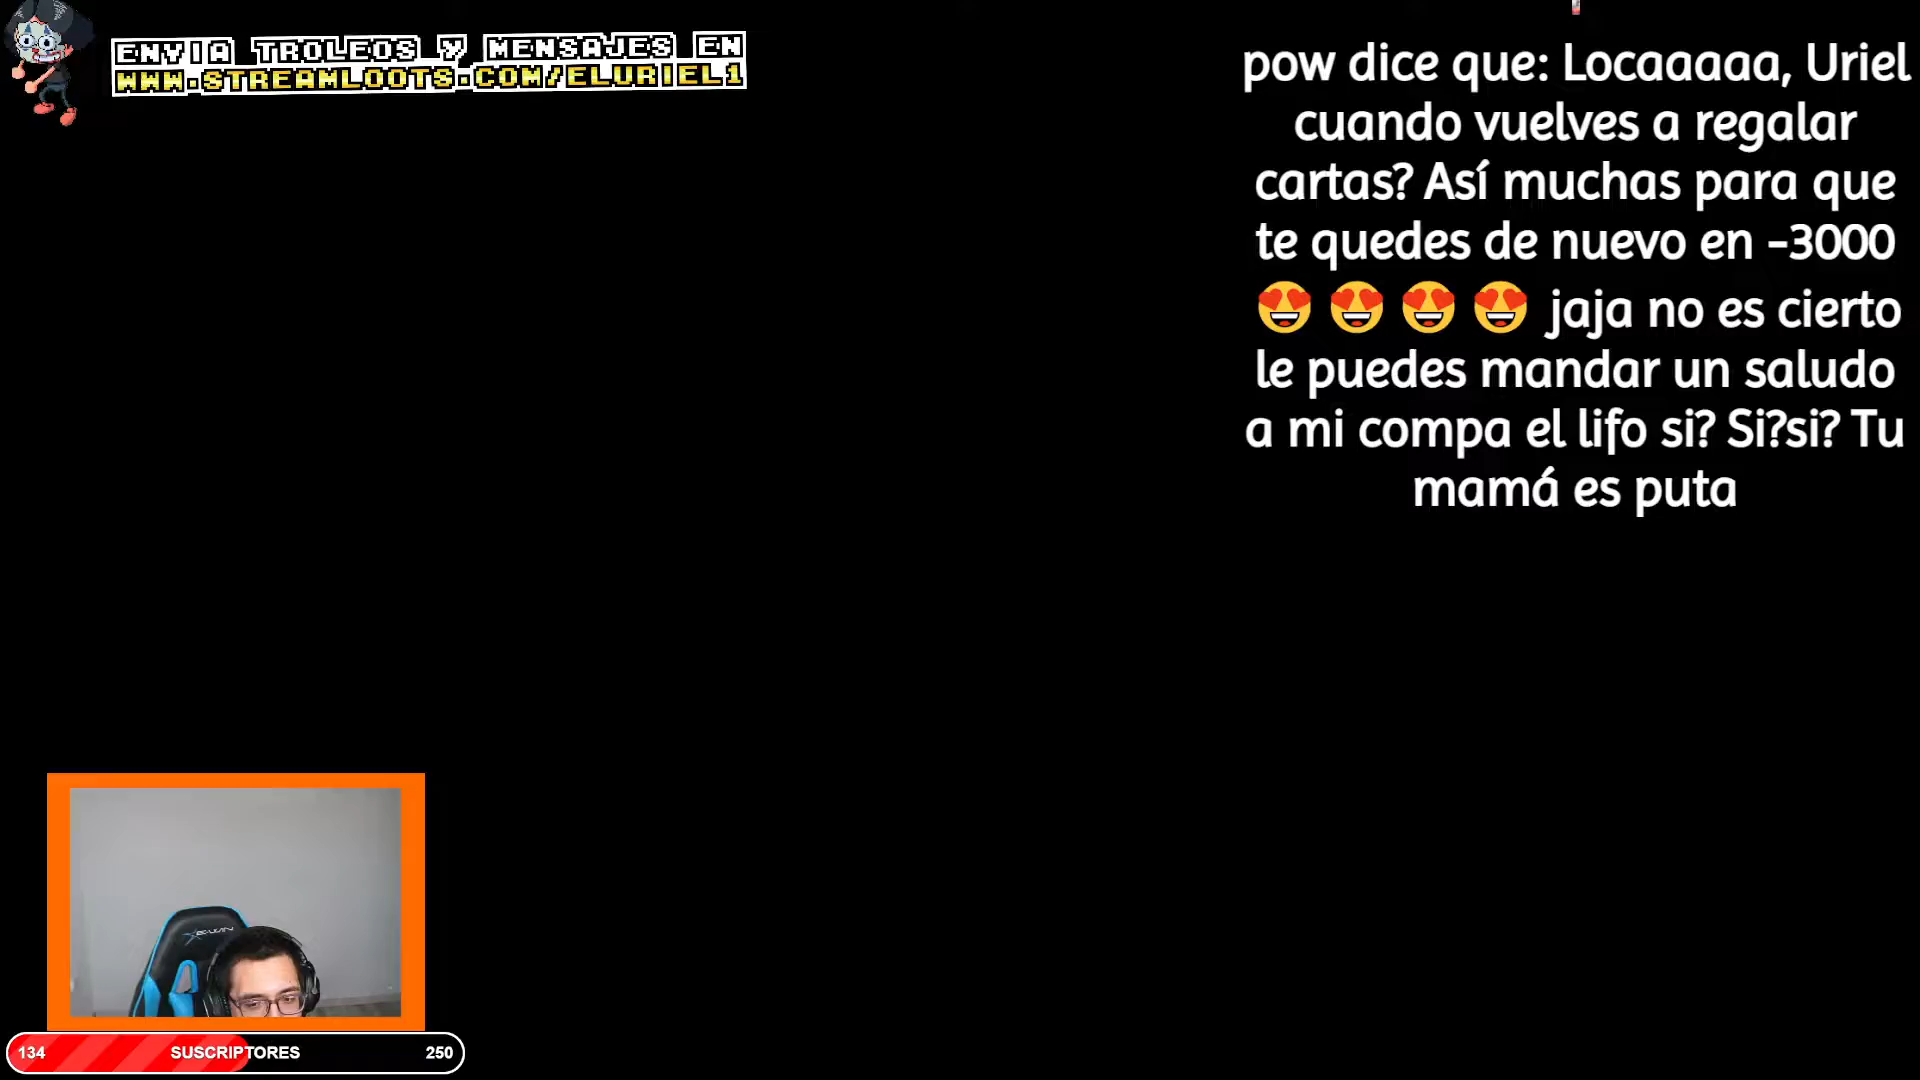 ENVIA TROLEOS Y MENSAJES EN
WWW.STREAMLOOTS.COM/ELURIEL1
pow dice que: Locaaaaa, Uriel
cuando vuelves a regalar
cartas? Así muchas para que
te quedes de nuevo en -3000
😍 😍 😍 😍 jaja no es cierto
le puedes mandar un saludo
a mi compa el lifo si? Si?si? Tu
mamá es puta
134 SUSCRIPTORES 250